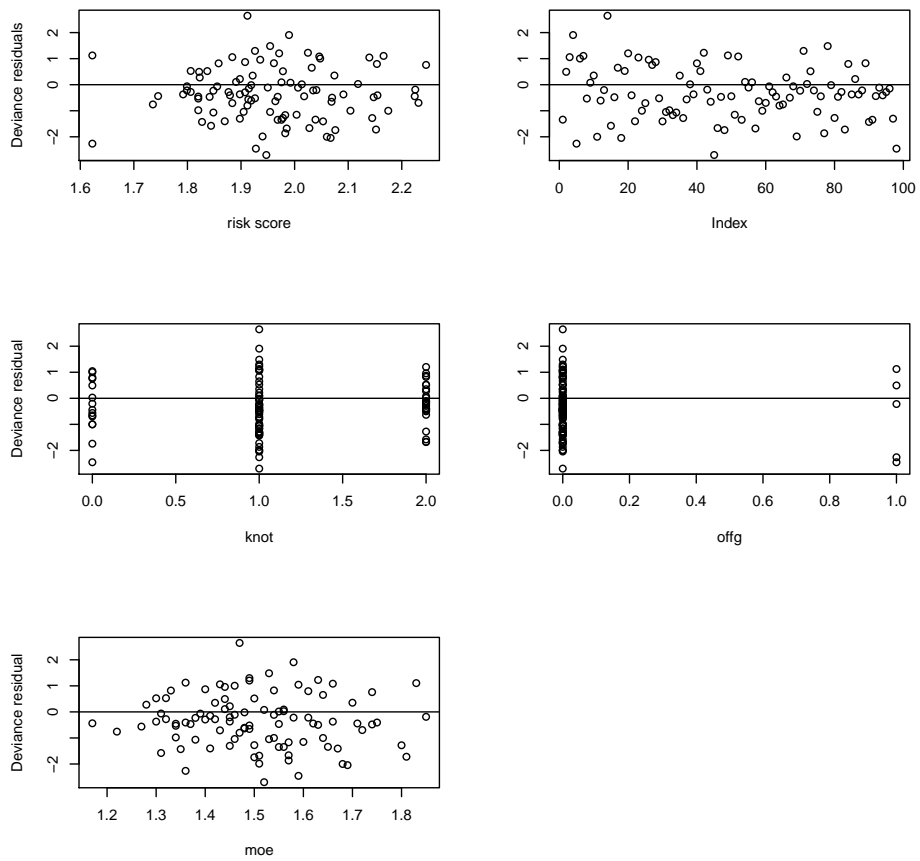 Deviance residuals
2
1
0
−2
1.6 1.7 1.8 1.9 2.0 2.1 2.2
risk score
2
1
0
−2
0 20 40 60 80 100
Index
Deviance residual
2
1
0
−2
0.0 0.5 1.0 1.5 2.0
knot
2
1
0
−2
0.0 0.2 0.4 0.6 0.8 1.0
offg
Deviance residual
2
1
0
−2
1.2 1.3 1.4 1.5 1.6 1.7 1.8
moe